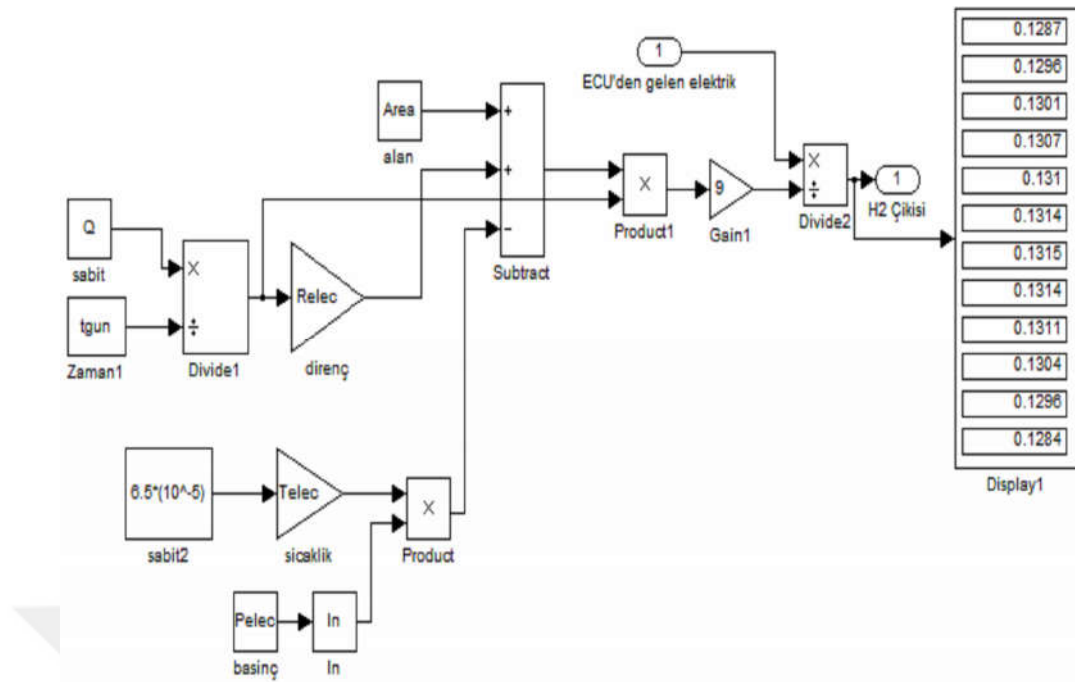 Q
sabit
tgun
Zaman1
X
÷
Divide1
Relec
direnç
Area
alan
+
+
−
Subtract
6.5*(10^-5)
sabit2
Telec
sicaklik
X
Product
Pelec
basinç
ln
ln
X
Product1
9
Gain1
1
ECU'den gelen elektrik
X
÷
Divide2
1
H2 Çikisi
0.1287
0.1296
0.1301
0.1307
0.131
0.1314
0.1315
0.1314
0.1311
0.1304
0.1296
0.1284
Display1